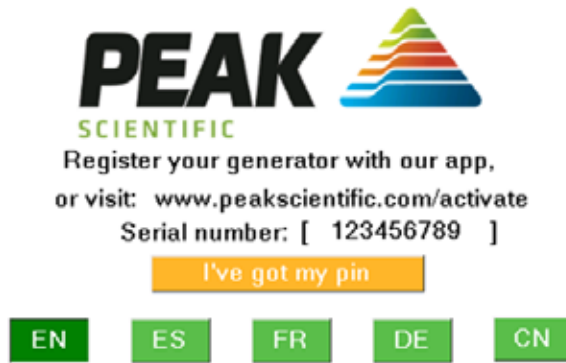 PEAK
SCIENTIFIC
Register your generator with our app,
or visit: www.peakscientific.com/activate
Serial number: [ 123456789 ]
I've got my pin
EN ES FR DE CN